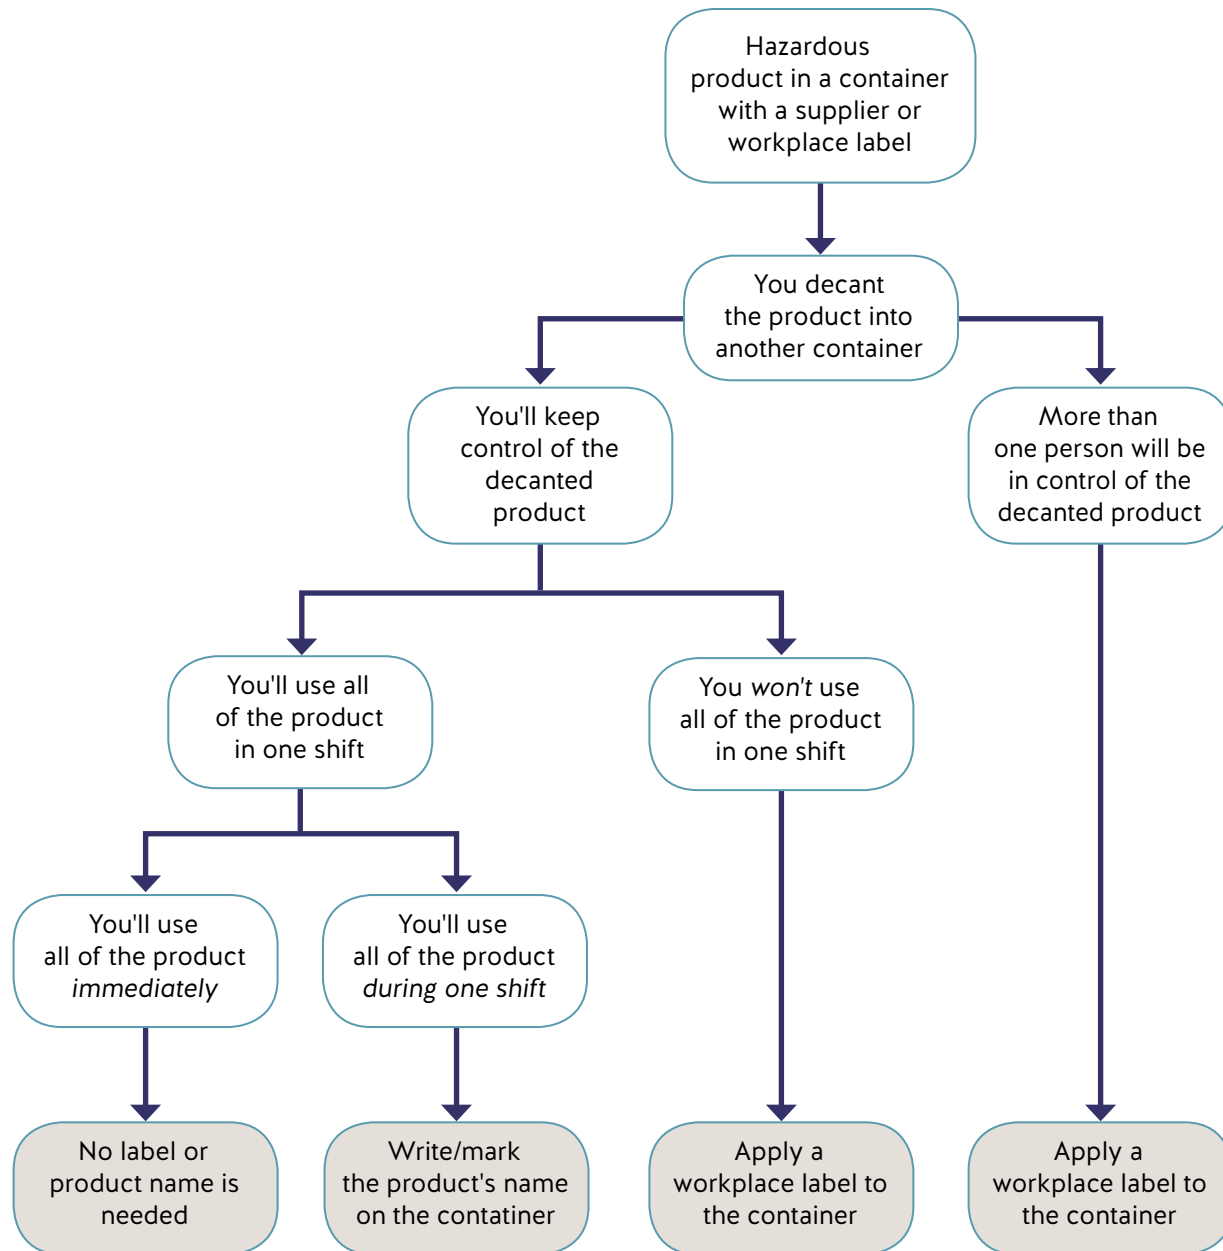 Hazardous
product in a container
with a supplier or
workplace label
You decant
the product into
another container
You'll keep
control of the
decanted
product
More than
one person will be
in control of the
decanted product
You'll use all
of the product
in one shift
You won't use
all of the product
in one shift
You'll use
all of the product
immediately
You'll use
all of the product
during one shift
No label or
product name is
needed
Write/mark
the product's name
on the contatiner
Apply a
workplace label to
the container
Apply a
workplace label to
the container